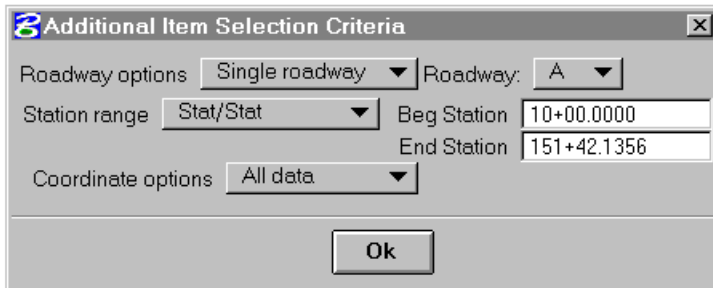 Additional Item Selection Criteria
Roadway options Single roadway Roadway: A
Station range Stat/Stat Beg Station 10+00.0000
End Station 151+42.1356
Coordinate options All data
Ok